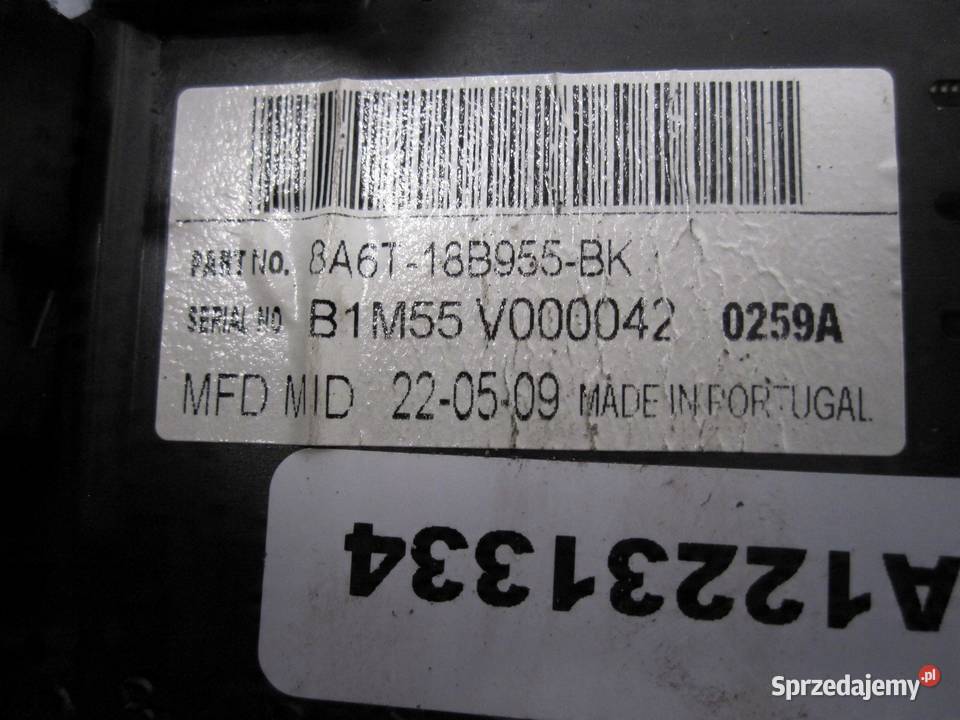 PART NO. 8A6T-18B955-BK
SERIAL NO B1M55 V000042 0259A
MFD MID 22-05-09 MADE IN PORTUGAL
A12231334
Sprzedajemy.pl